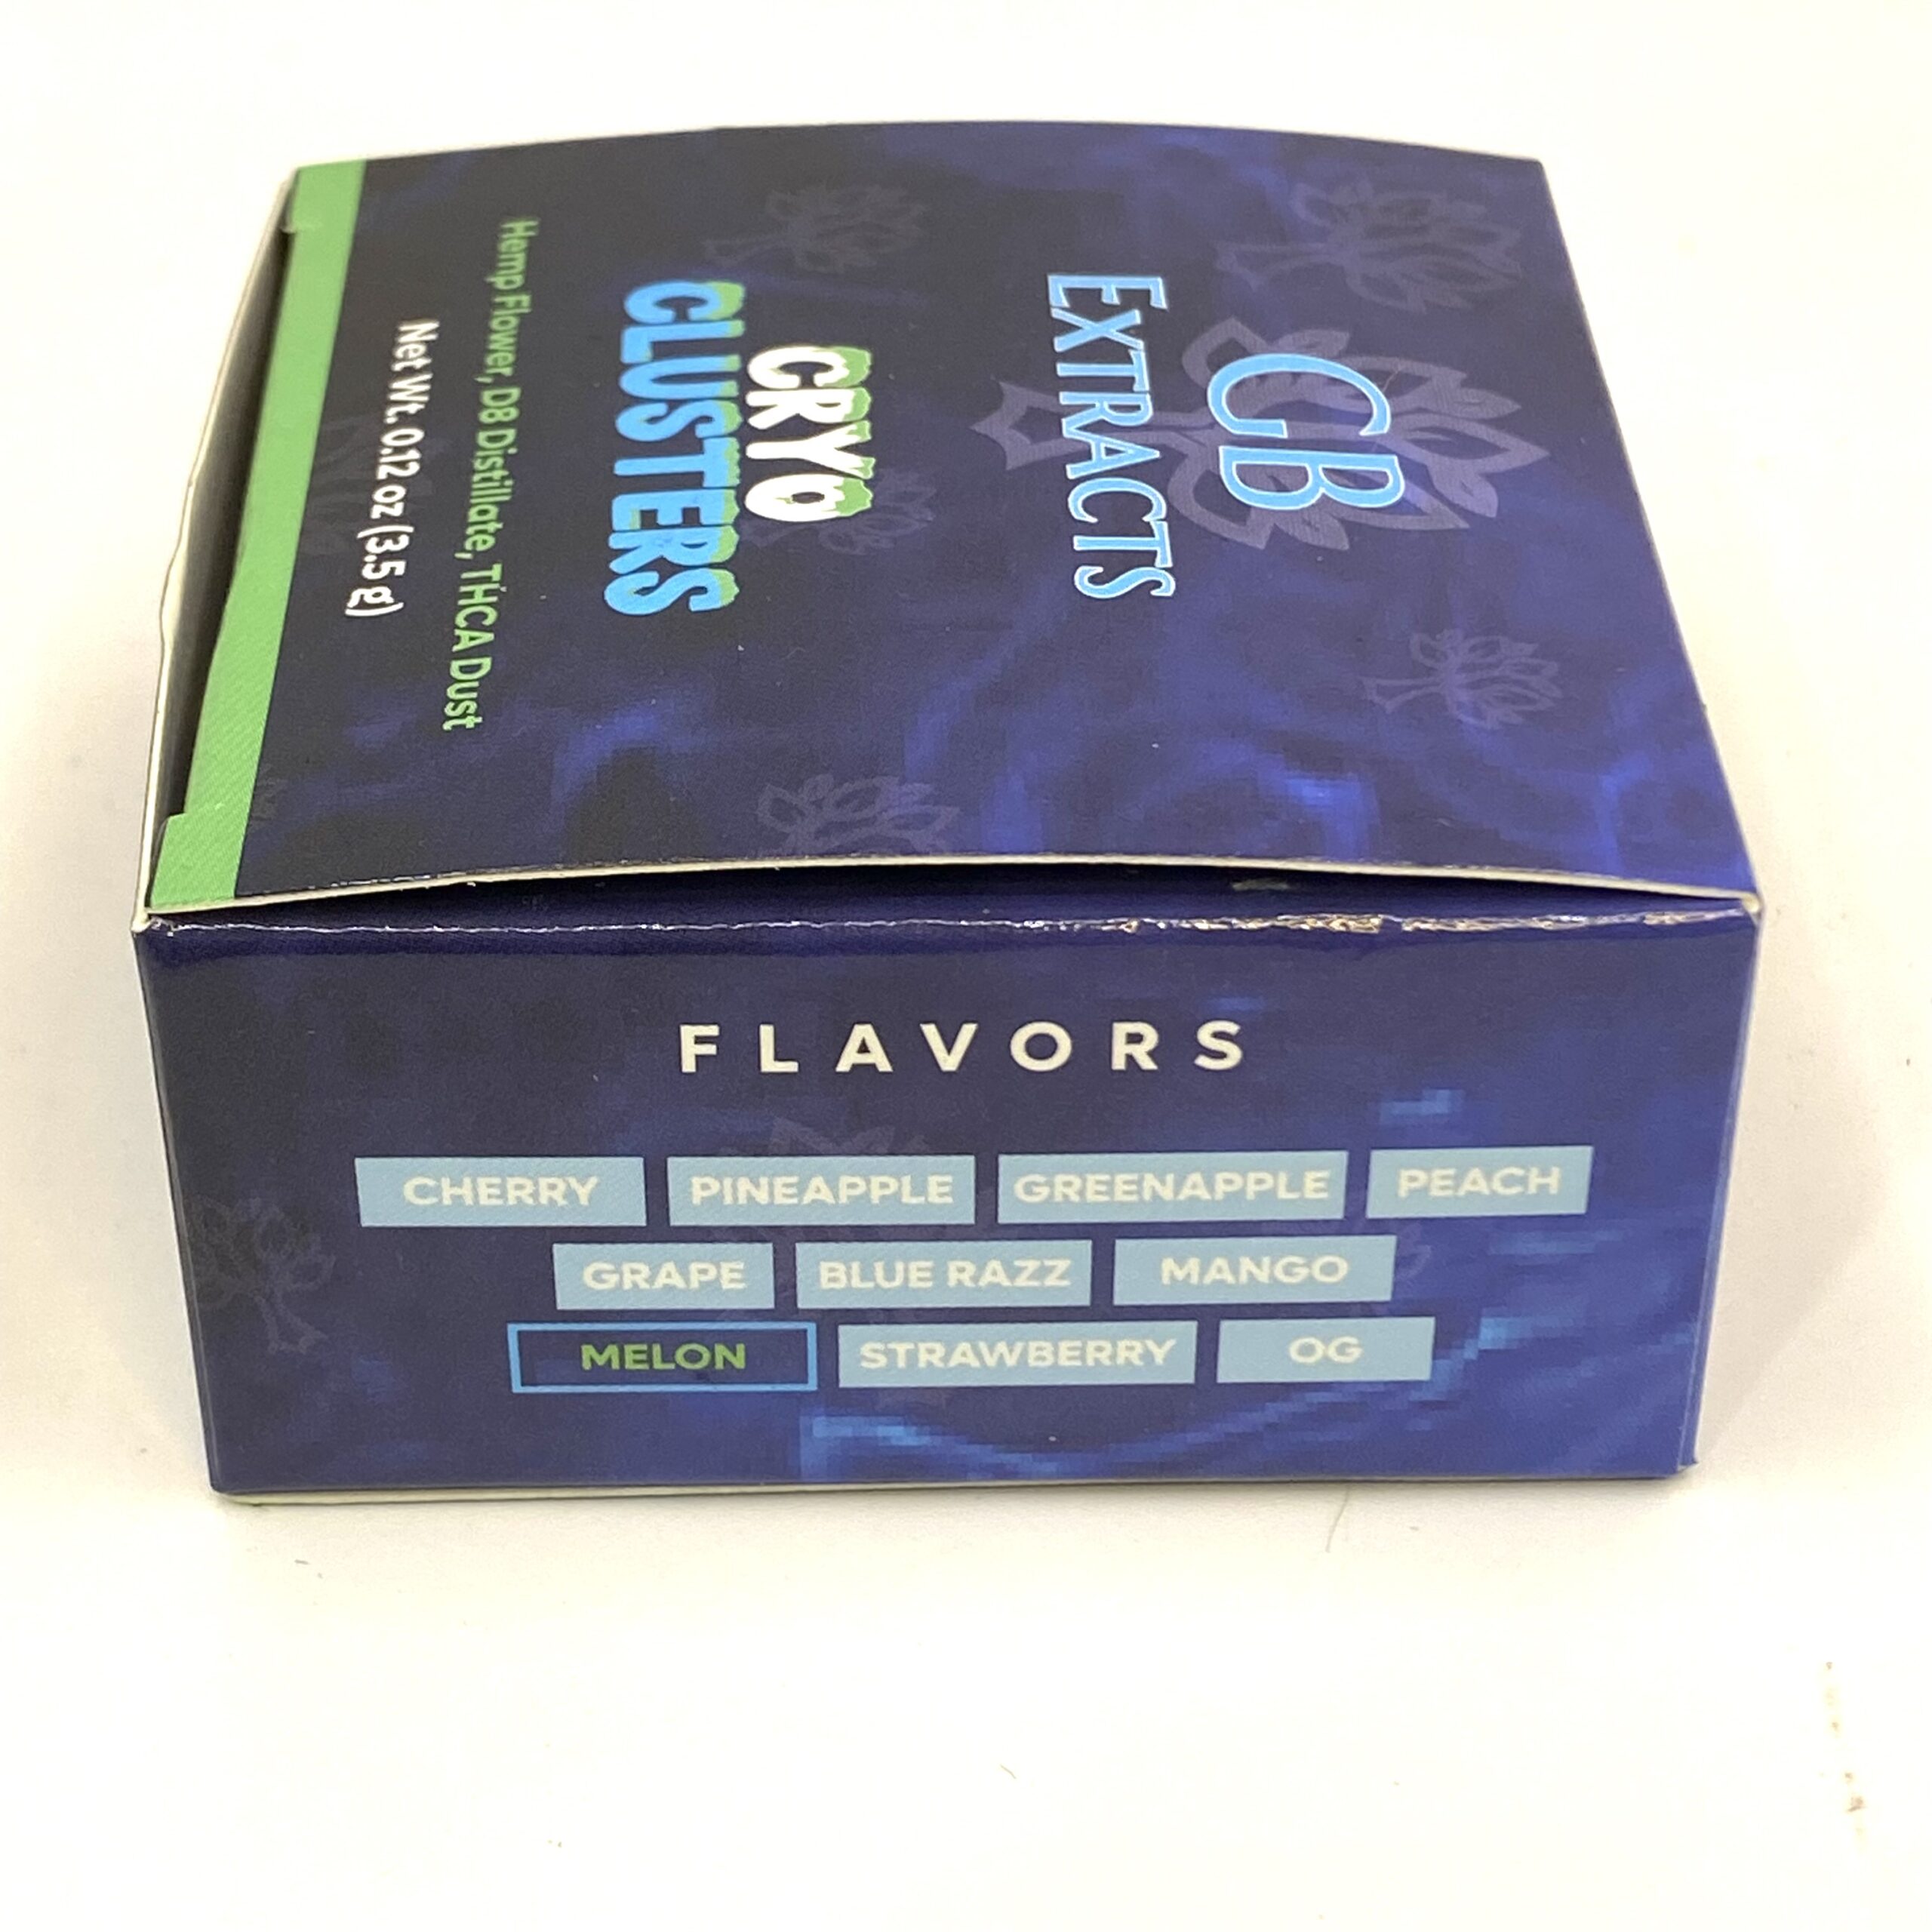 GB
EXTRACTS
CRYO
CLUSTERS
Hemp Flower, D8 Distillate, THCA Dust
Net Wt. 0.12 oz (3.5 g)
FLAVORS
CHERRY PINEAPPLE GREENAPPLE PEACH
GRAPE BLUE RAZZ MANGO
MELON STRAWBERRY OG